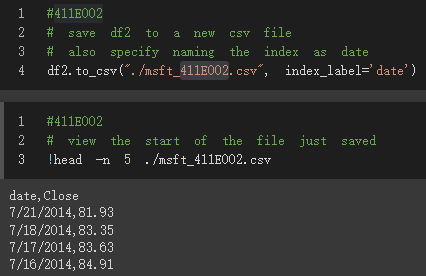 1 #411E002
2 # save df2 to a new csv file
3 # also specify naming the index as date
4 df2.to_csv("./msft_411E002.csv", index_label='date')
1 #411E002
2 # view the start of the file just saved
3 !head -n 5 ./msft_411E002.csv
date,Close
7/21/2014,81.93
7/18/2014,83.35
7/17/2014,83.63
7/16/2014,84.91